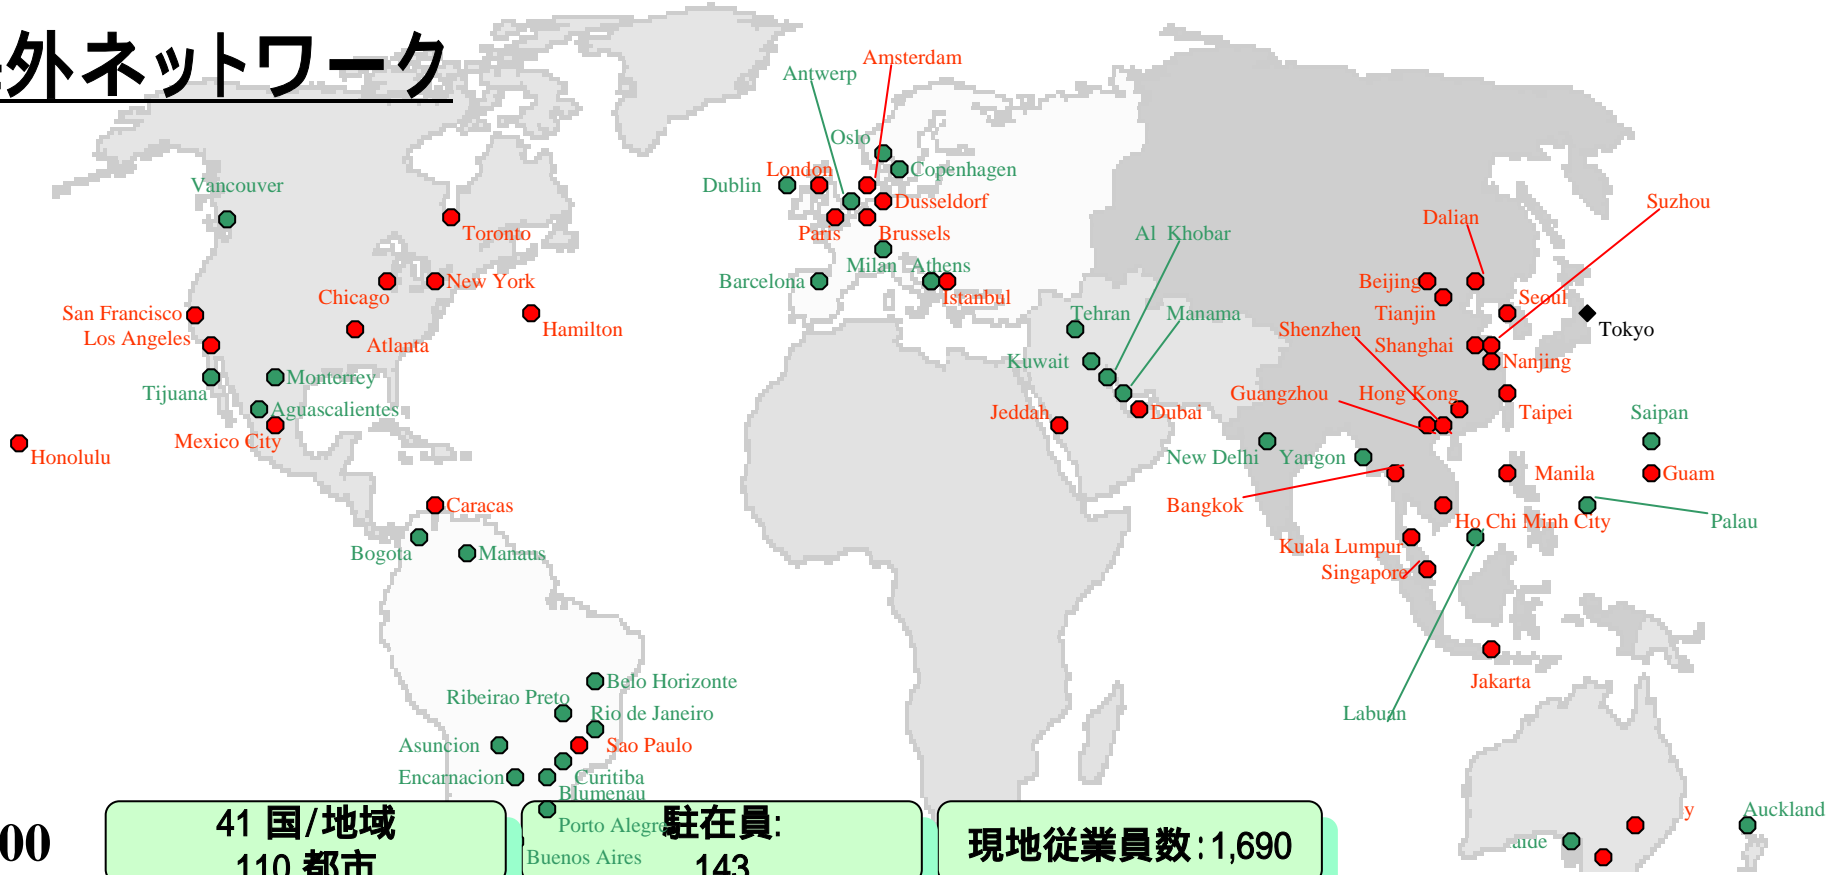 外ネットワーク
Amsterdam
Antwerp
Oslo
London
Copenhagen
Dublin
Vancouver
Dusseldorf
Suzhou
Dalian
Toronto
Paris
Brussels
Al Khobar
Milan
Athens
Barcelona
New York
Chicago
Istanbul
Beijing
Seoul
San Francisco
Tehran
Manama
Tianjin
Hamilton
Shenzhen
Tokyo
Los Angeles
Atlanta
Shanghai
Kuwait
Nanjing
Monterrey
Tijuana
Guangzhou
Hong Kong
Aguascalientes
Jeddah
Dubai
Taipei
Saipan
Mexico City
Honolulu
New Delhi
Yangon
Manila
Guam
Caracas
Bangkok
Ho Chi Minh City
Palau
Bogota
Manaus
Kuala Lumpur
Singapore
Jakarta
Belo Horizonte
Ribeirao Preto
Rio de Janeiro
Labuan
Asuncion
Sao Paulo
Encarnacion
Curitiba
Blumenau
Porto Alegre
Buenos Aires
y
Auckland
aide
00
41 国/地域
110 都市
駐在員:
143
現地従業員数:1,690